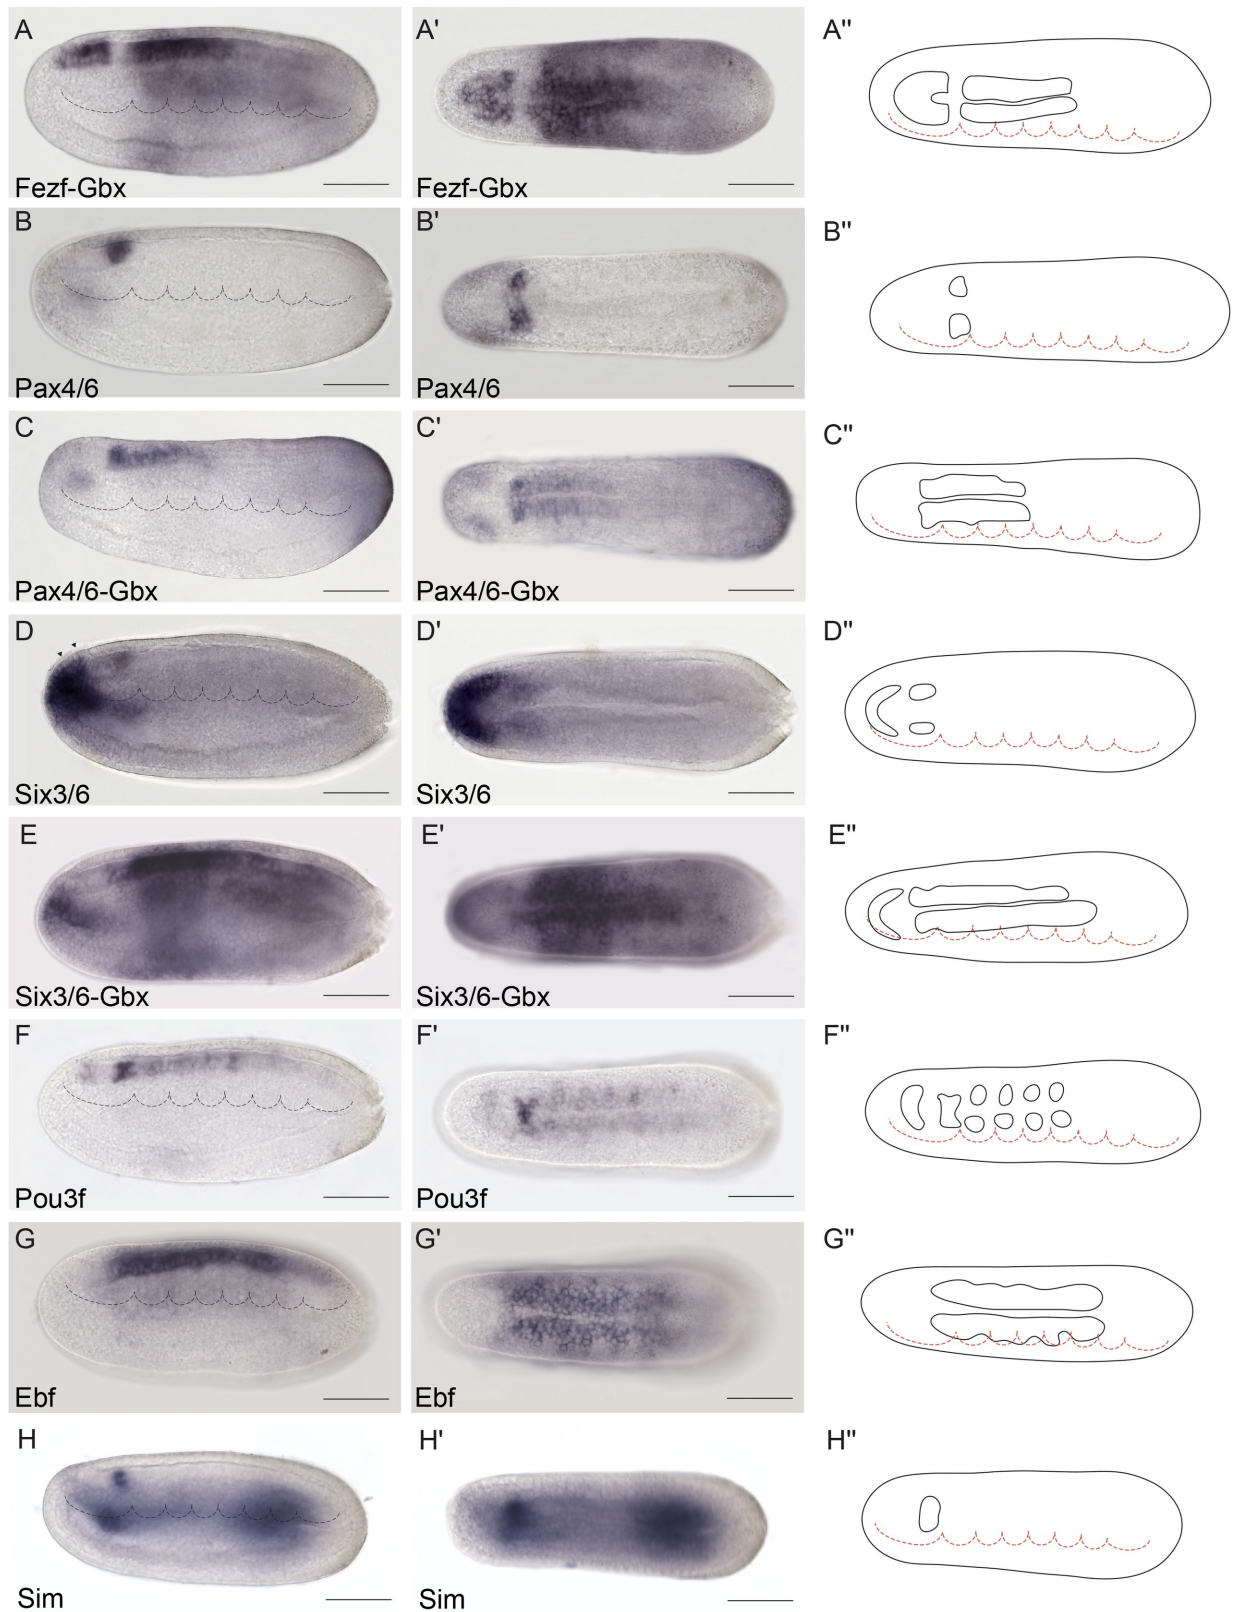 A A' A"
Fezf-Gbx Fezf-Gbx
B B' B"
Pax4/6 Pax4/6
C C' C"
Pax4/6-Gbx Pax4/6-Gbx
D D' D"
Six3/6 Six3/6
E E' E"
Six3/6-Gbx Six3/6-Gbx
F F' F"
Pou3f Pou3f
G G' G"
Ebf Ebf
H H' H"
Sim Sim